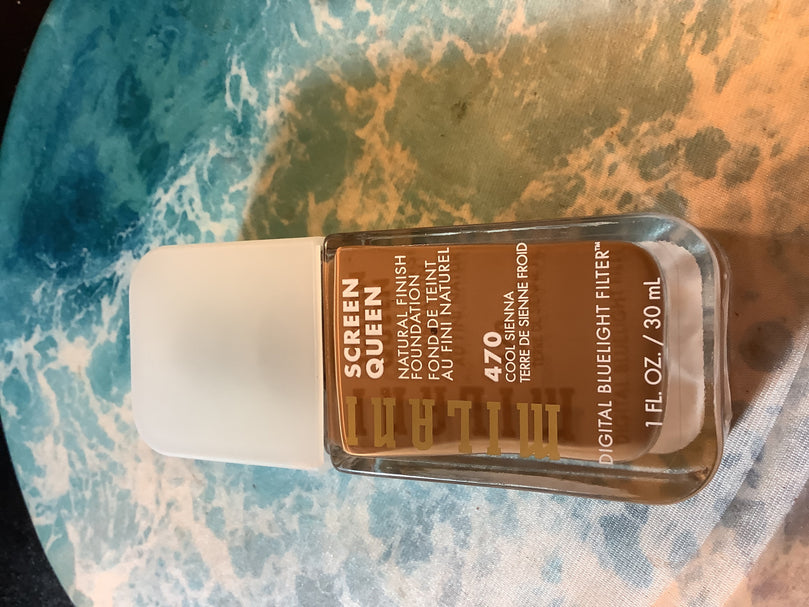 SCREEN
QUEEN
NATURAL FINISH
FOUNDATION
FOND DE TEINT
AU FINI NATUREL
470
COOL SIENNA
TERRE DE SIENNE FROID
MILANI
DIGITAL BLUELIGHT FILTER™
1 FL. OZ. / 30 mL